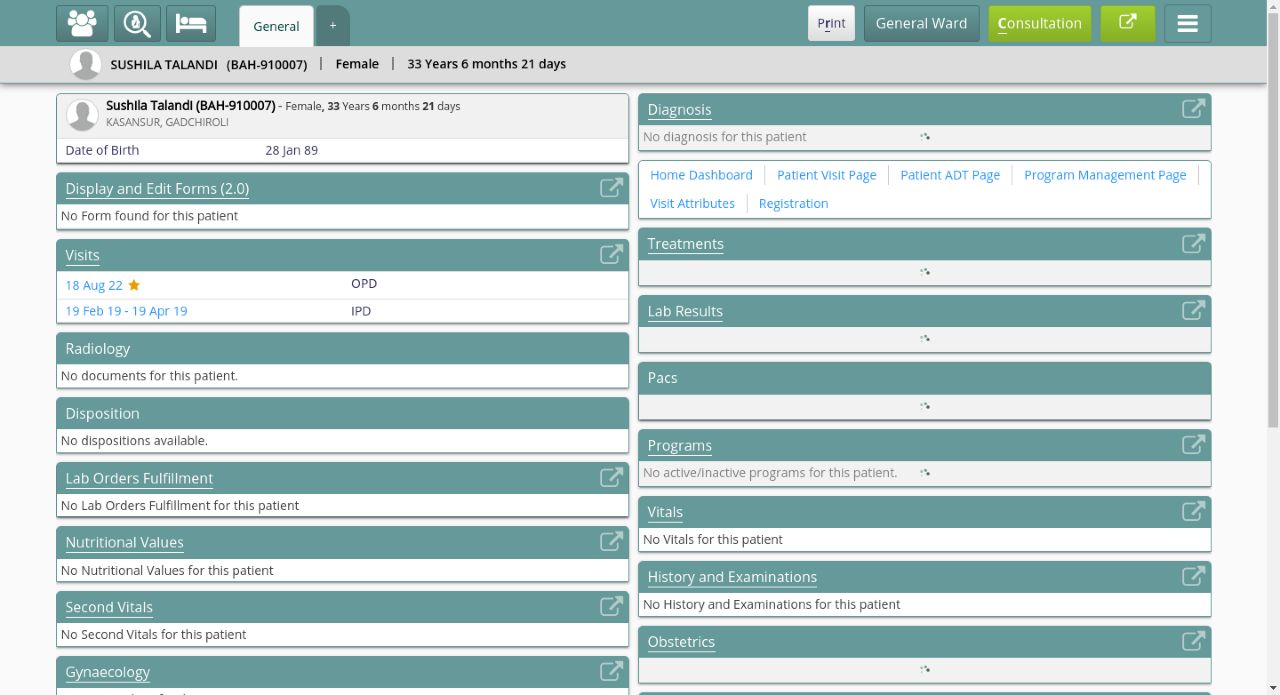 General
+
Print
General Ward
Consultation
SUSHILA TALANDI (BAH-910007) | Female | 33 Years 6 months 21 days
Sushila Talandi (BAH-910007) - Female, 33 Years 6 months 21 days
KASANSUR, GADCHIROLI
Date of Birth 28 Jan 89
Display and Edit Forms (2.0)
No Form found for this patient
Visits
18 Aug 22 OPD
19 Feb 19 - 19 Apr 19 IPD
Radiology
No documents for this patient.
Disposition
No dispositions available.
Lab Orders Fulfillment
No Lab Orders Fulfillment for this patient
Nutritional Values
No Nutritional Values for this patient
Second Vitals
No Second Vitals for this patient
Gynaecology
Diagnosis
No diagnosis for this patient
Home Dashboard | Patient Visit Page | Patient ADT Page | Program Management Page |
Visit Attributes | Registration
Treatments
Lab Results
Pacs
Programs
No active/inactive programs for this patient.
Vitals
No Vitals for this patient
History and Examinations
No History and Examinations for this patient
Obstetrics